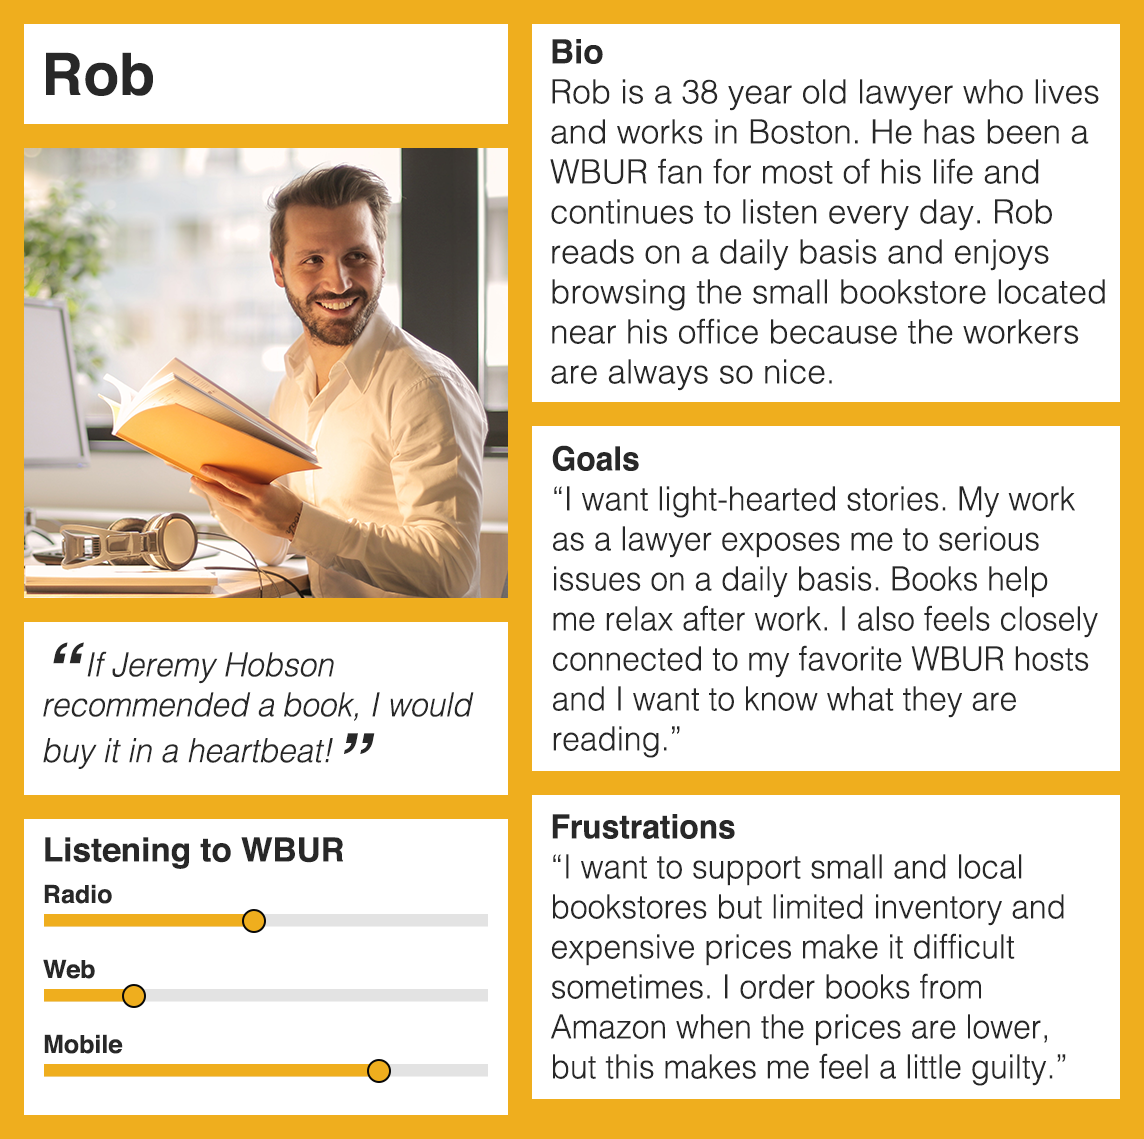 Rob
“If Jeremy Hobson
recommended a book, I would
buy it in a heartbeat! ”
Listening to WBUR
Radio
Web
Mobile
Bio
Rob is a 38 year old lawyer who lives
and works in Boston. He has been a
WBUR fan for most of his life and
continues to listen every day. Rob
reads on a daily basis and enjoys
browsing the small bookstore located
near his office because the workers
are always so nice.
Goals
“I want light-hearted stories. My work
as a lawyer exposes me to serious
issues on a daily basis. Books help
me relax after work. I also feels closely
connected to my favorite WBUR hosts
and I want to know what they are
reading.”
Frustrations
“I want to support small and local
bookstores but limited inventory and
expensive prices make it difficult
sometimes. I order books from
Amazon when the prices are lower,
but this makes me feel a little guilty.”